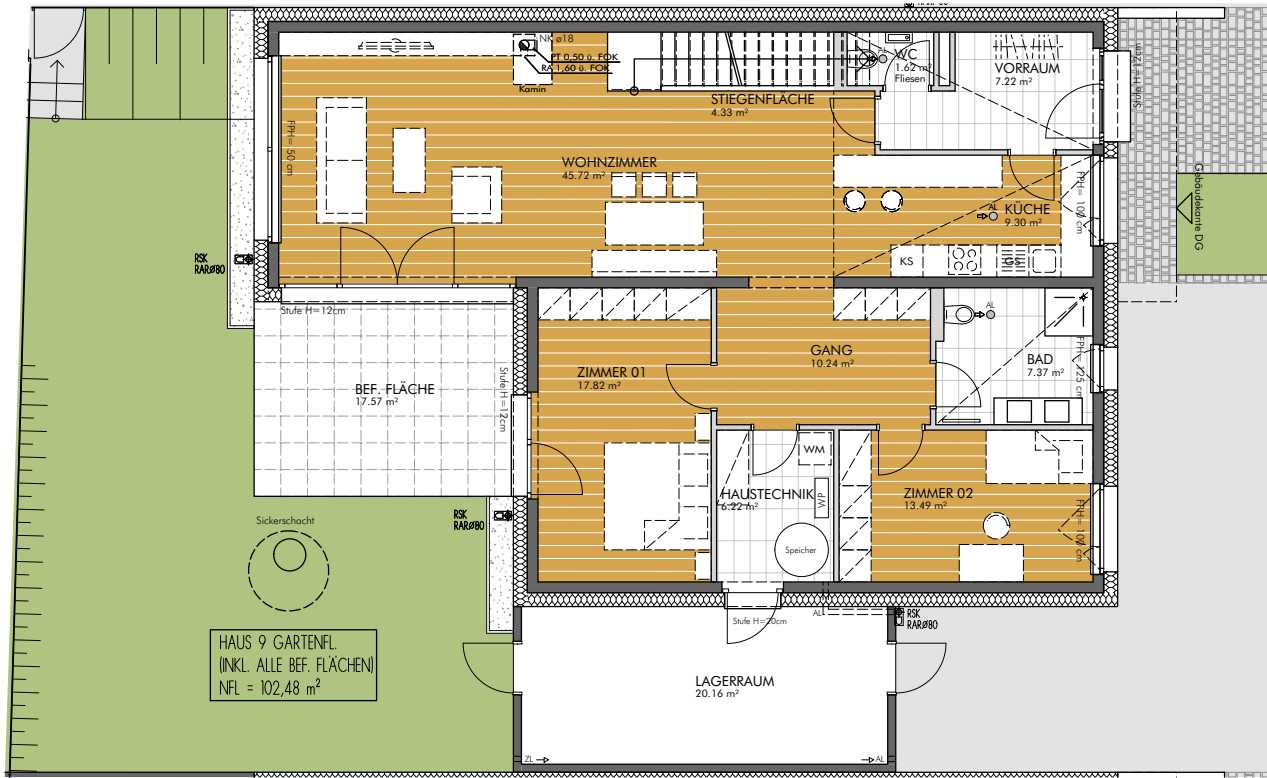 NK ø18
PT 0,50 ü. FOK
RA 1,60 ü. FOK
Kamin
AL
WC
1.62 m²
Fliesen
VORRAUM
7.22 m²
Stufe H=12cm
STIEGENFLÄCHE
4.33 m²
FPH= 50 cm
WOHNZIMMER
45.72 m²
FPH= 100 cm
AL
KÜCHE
9.30 m²
Gebäudekante DG
RSK
RARØ80
KS
GS
Stufe H=12cm
AL
GANG
10.24 m²
BAD
7.37 m²
FPH= 125 cm
ZIMMER 01
17.82 m²
Stufe H=12cm
BEF. FLÄCHE
17.57 m²
WM
HAUSTECHNIK
6.22 m²
WP
ZIMMER 02
13.49 m²
FPH= 100 cm
RSK
RARØ80
Sickerschacht
Speicher
Stufe H=20cm
AL
RSK
RARØ80
HAUS 9 GARTENFL.
(INKL. ALLE BEF. FLÄCHEN)
NFL = 102,48 m²
LAGERRAUM
20.16 m²
ZL
AL